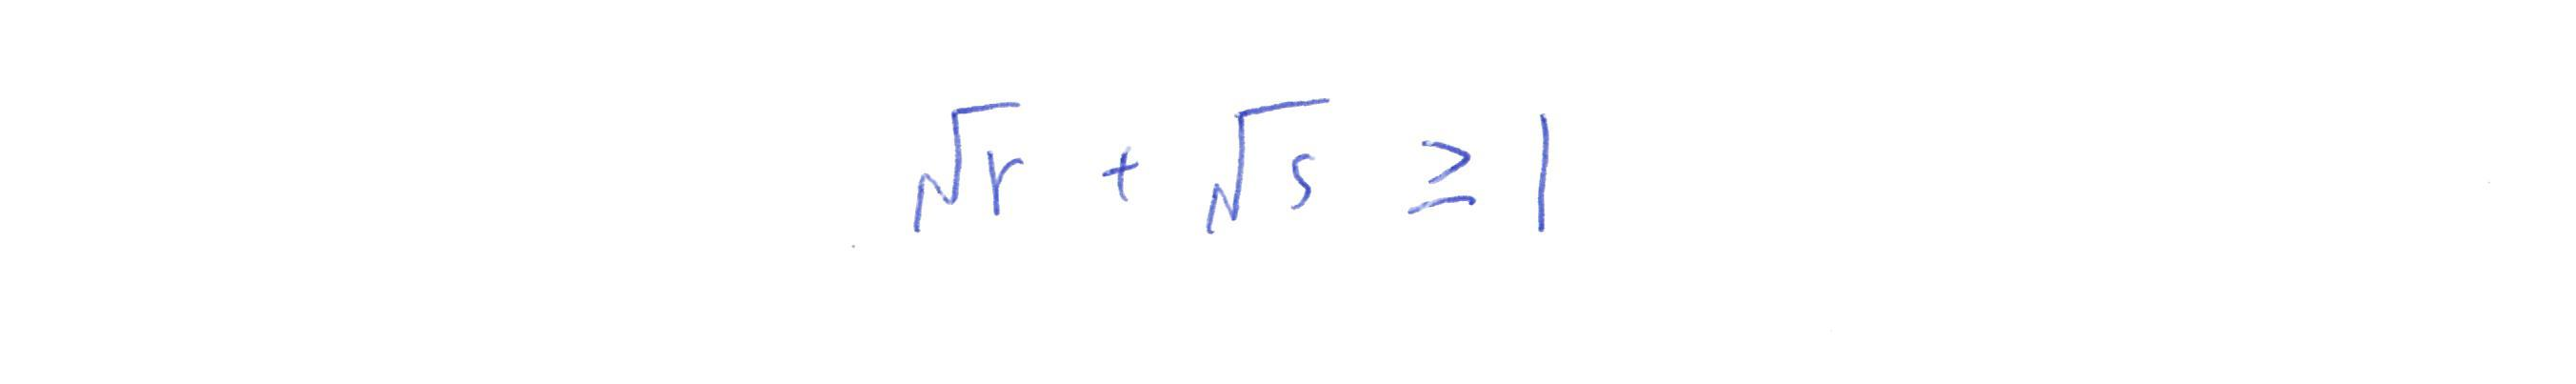 √r + √s ≥ 1